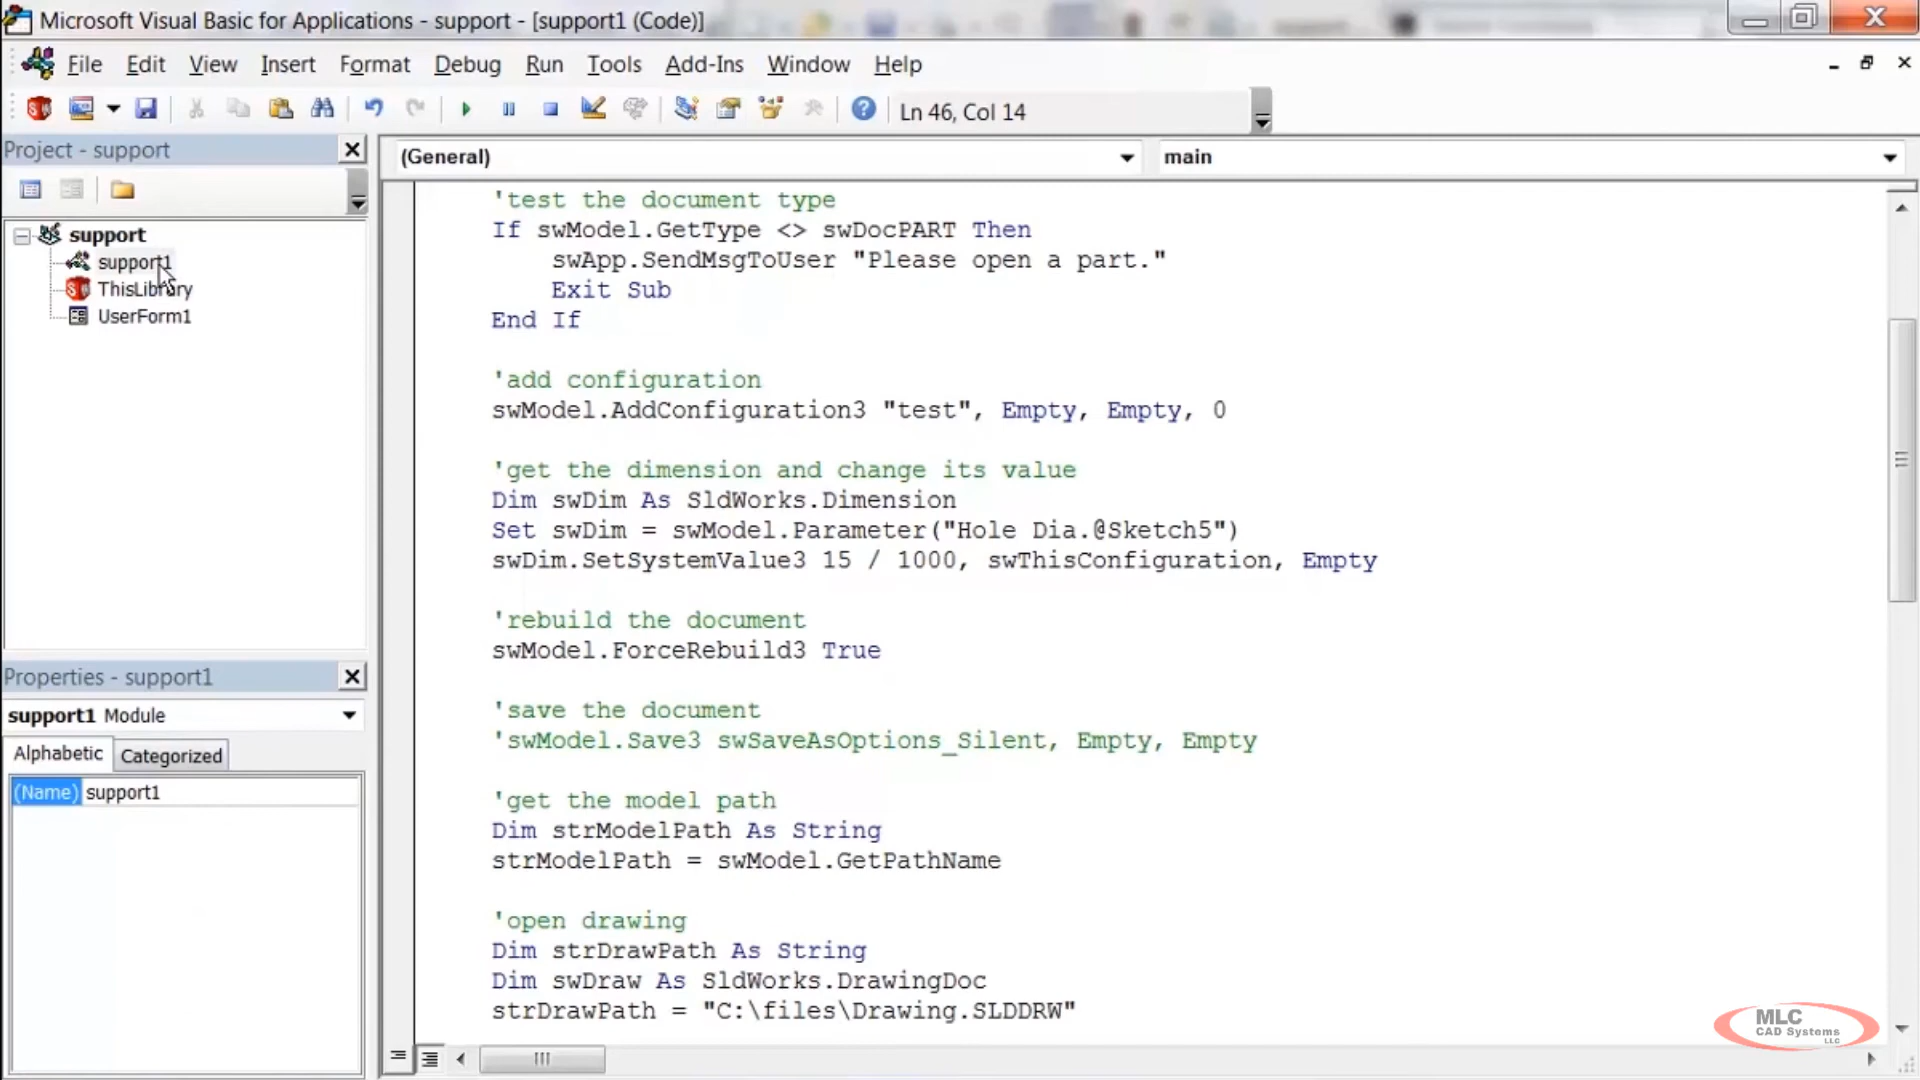 Microsoft Visual Basic for Applications - support - [support1 (Code)]
File Edit View Insert Format Debug Run Tools Add-Ins Window Help
Ln 46, Col 14
Project - support
(General)
main
support
support1
ThisLibrary
UserForm1
Properties - support1
support1 Module
Alphabetic Categorized
(Name) support1
'test the document type
If swModel.GetType <> swDocPART Then
swApp.SendMsgToUser "Please open a part."
Exit Sub
End If
'add configuration
swModel.AddConfiguration3 "test", Empty, Empty, 0
'get the dimension and change its value
Dim swDim As SldWorks.Dimension
Set swDim = swModel.Parameter("Hole Dia.@Sketch5")
swDim.SetSystemValue3 15 / 1000, swThisConfiguration, Empty
'rebuild the document
swModel.ForceRebuild3 True
'save the document
'swModel.Save3 swSaveAsOptions_Silent, Empty, Empty
'get the model path
Dim strModelPath As String
strModelPath = swModel.GetPathName
'open drawing
Dim strDrawPath As String
Dim swDraw As SldWorks.DrawingDoc
strDrawPath = "C:\files\Drawing.SLDDRW"
MLC
CAD Systems
LLC